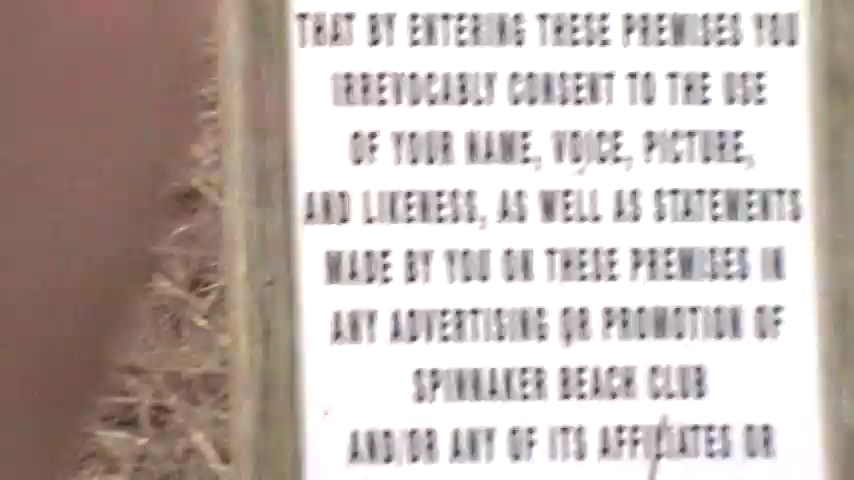 THAT BY ENTERING THESE PREMISES YOU
IRREVOCABLY CONSENT TO THE USE
OF YOUR NAME, VOICE, PICTURE,
AND LIKENESS, AS WELL AS STATEMENTS
MADE BY YOU ON THESE PREMISES IN
ANY ADVERTISING OR PROMOTION OF
SPINNAKER BEACH CLUB
AND/OR ANY OF ITS AFFILIATES OR